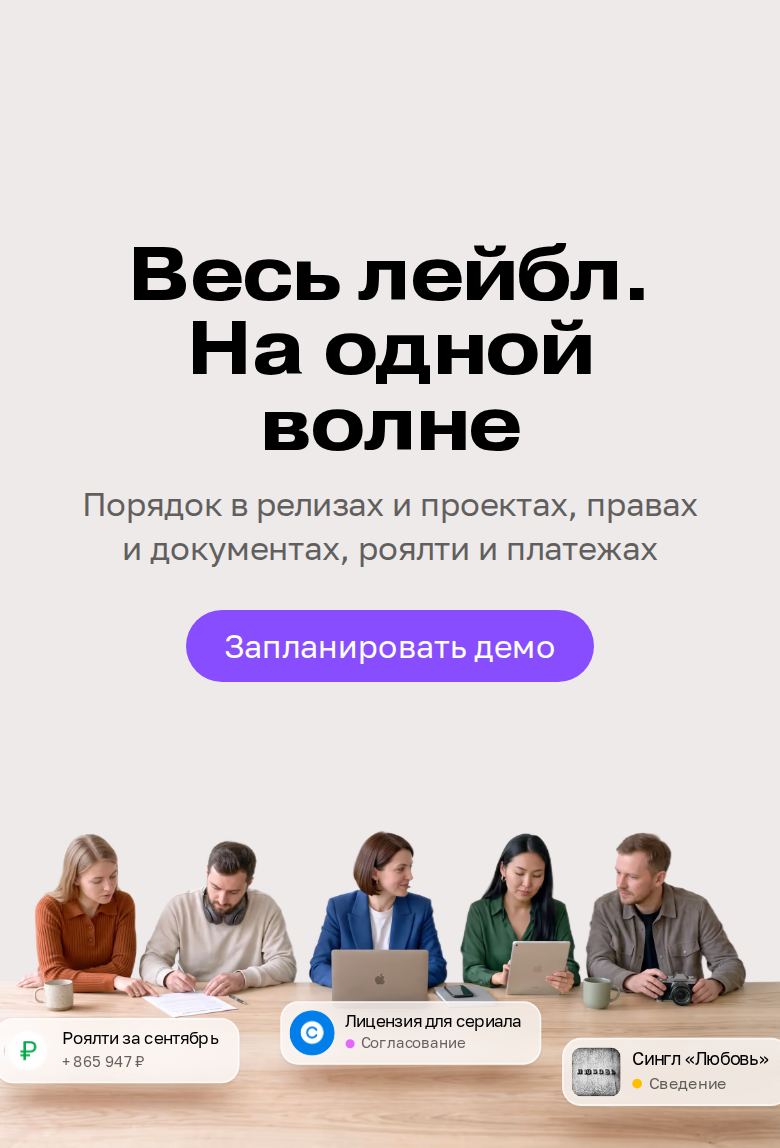 Весь лейбл.
На одной
волне
Порядок в релизах и проектах, правах
и документах, роялти и платежах
Запланировать демо
Роялти за сентябрь
+ 865 947 ₽
Лицензия для сериала
Согласование
Сингл «Любовь»
Сведение